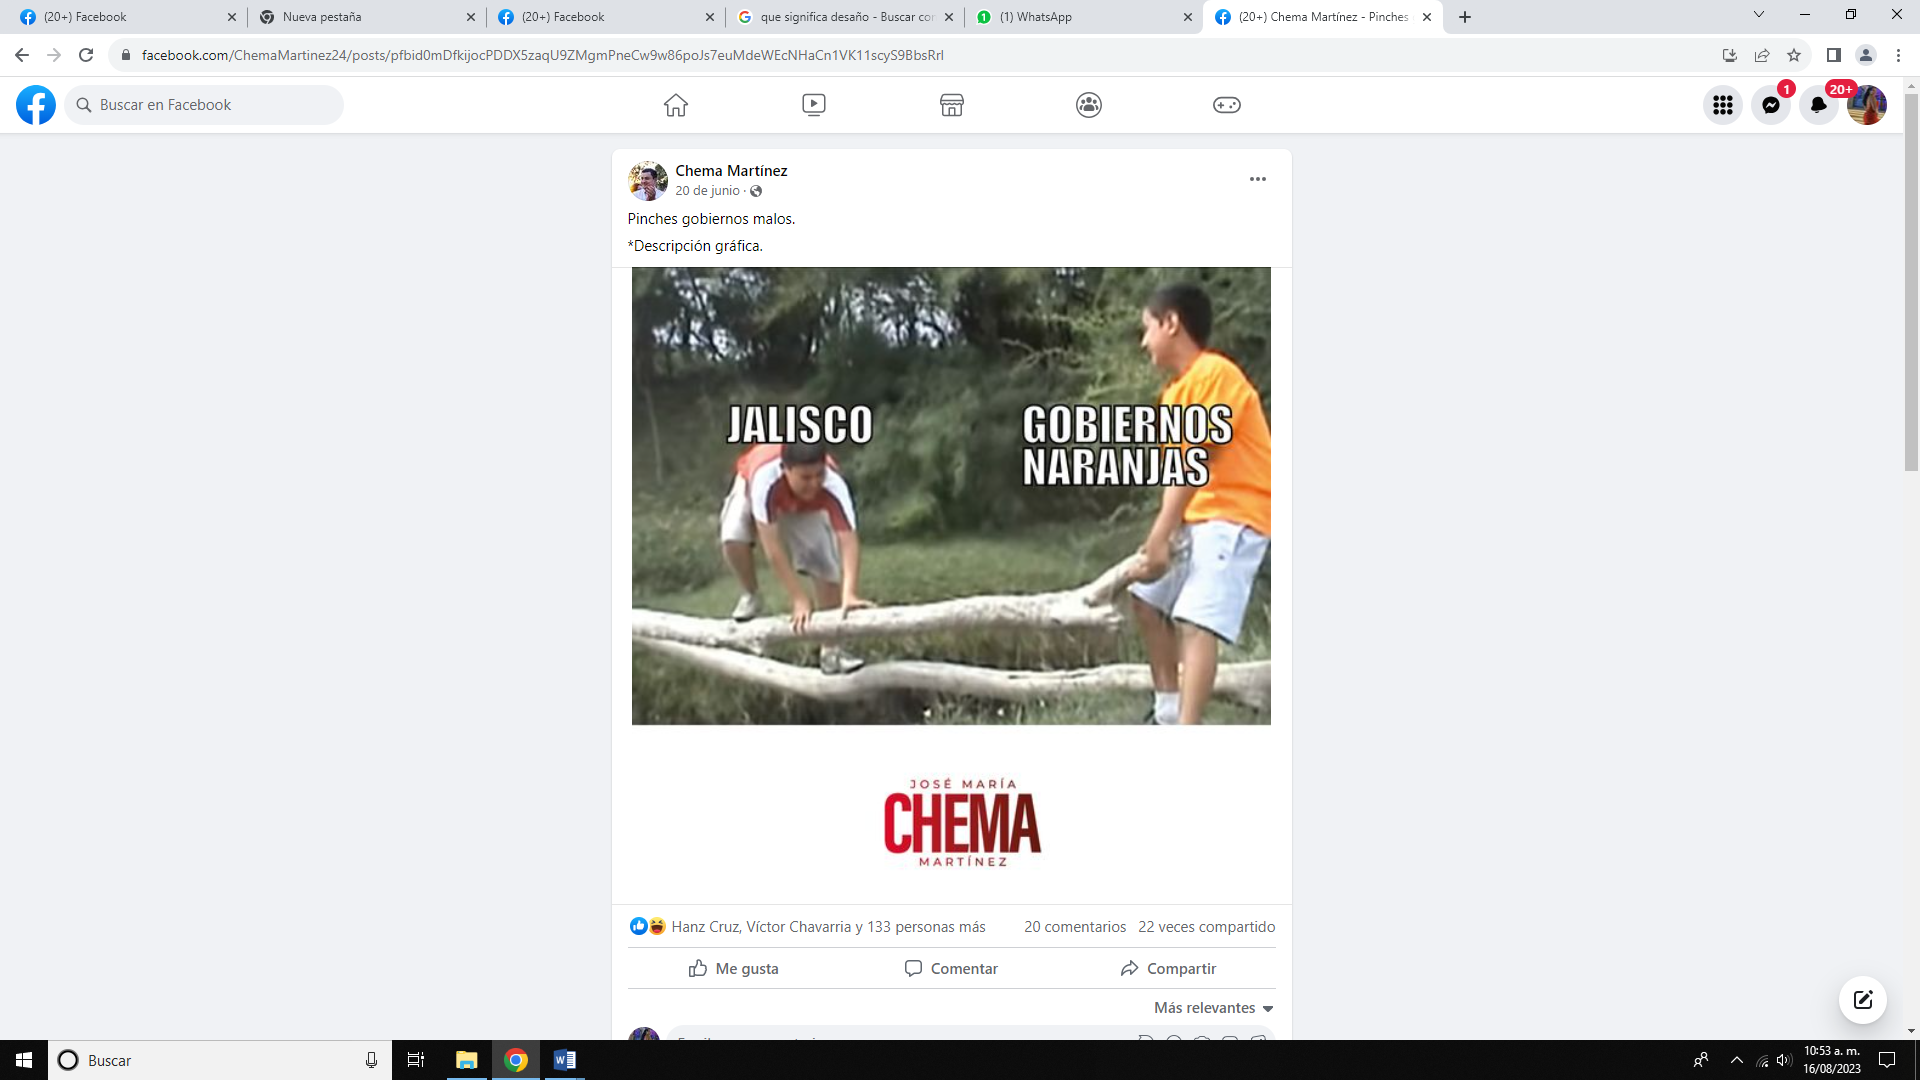 (20+) Facebook
Nueva pestaña
(20+) Facebook
que significa desaño - Buscar con
(1) WhatsApp
(20+) Chema Martínez - Pinches
facebook.com/ChemaMartinez24/posts/pfbid0mDfkijocPDDX5zaqU9ZMgmPneCw9w86poJs7euMdeWEcNHaCn1VK11scyS9BbsRrl
Buscar en Facebook
1
20+
Chema Martínez
20 de junio ·
Pinches gobiernos malos.
*Descripción gráfica.
JALISCO
GOBIERNOS
NARANJAS
JOSÉ MARÍA
CHEMA
MARTÍNEZ
Hanz Cruz, Víctor Chavarria y 133 personas más
20 comentarios
22 veces compartido
Me gusta
Comentar
Compartir
Más relevantes
Buscar
10:53 a. m.
16/08/2023